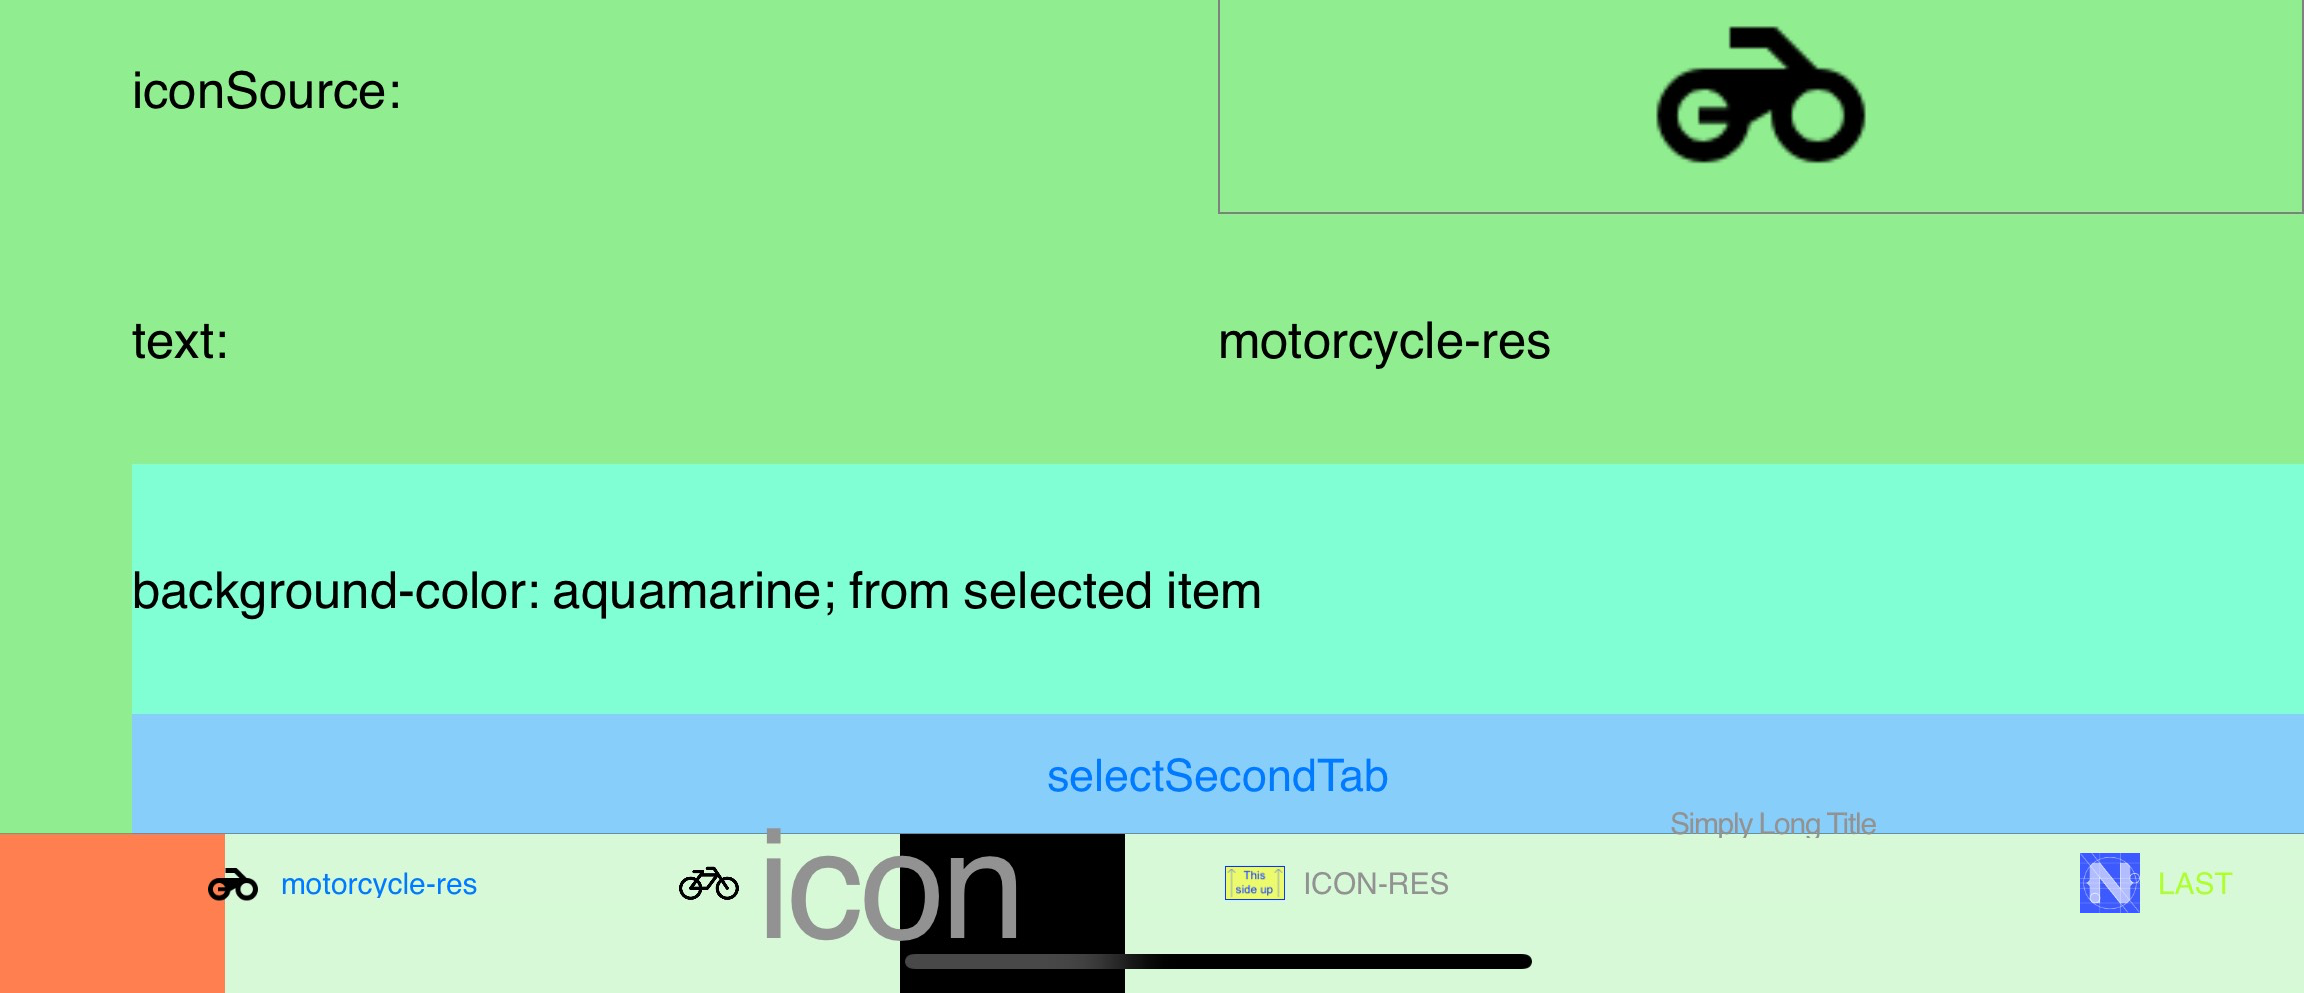 iconSource:
text:
motorcycle-res
background-color: aquamarine; from selected item
selectSecondTab
Simply Long Title
motorcycle-res
icon
This
side up
ICON-RES
N
LAST